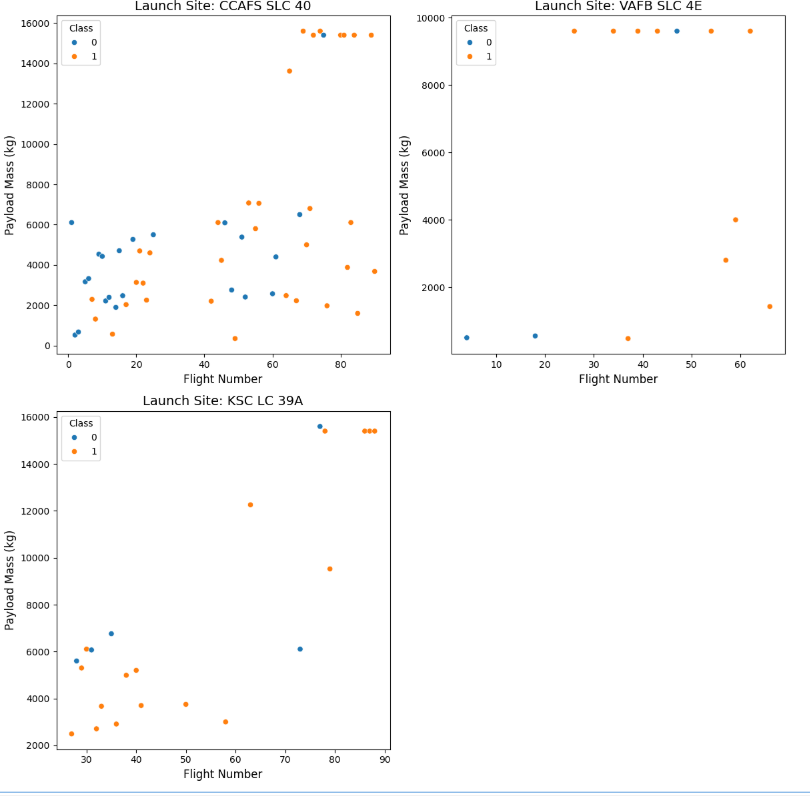 Launch Site: CCAFS SLC 40
Class
0
1
16000
14000
12000
10000
8000
6000
4000
2000
0
Payload Mass (kg)
0 20 40 60 80
Flight Number
Launch Site: VAFB SLC 4E
Class
0
1
10000
8000
6000
4000
2000
Payload Mass (kg)
10 20 30 40 50 60
Flight Number
Launch Site: KSC LC 39A
Class
0
1
16000
14000
12000
10000
8000
6000
4000
2000
Payload Mass (kg)
30 40 50 60 70 80 90
Flight Number